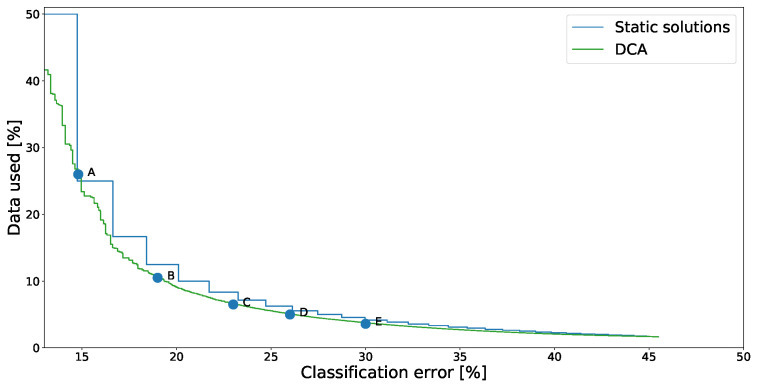 50
40
30
20
10
0
Data used [%]
Static solutions
DCA
A
B
C
D
E
15 20 25 30 35 40 45 50
Classification error [%]